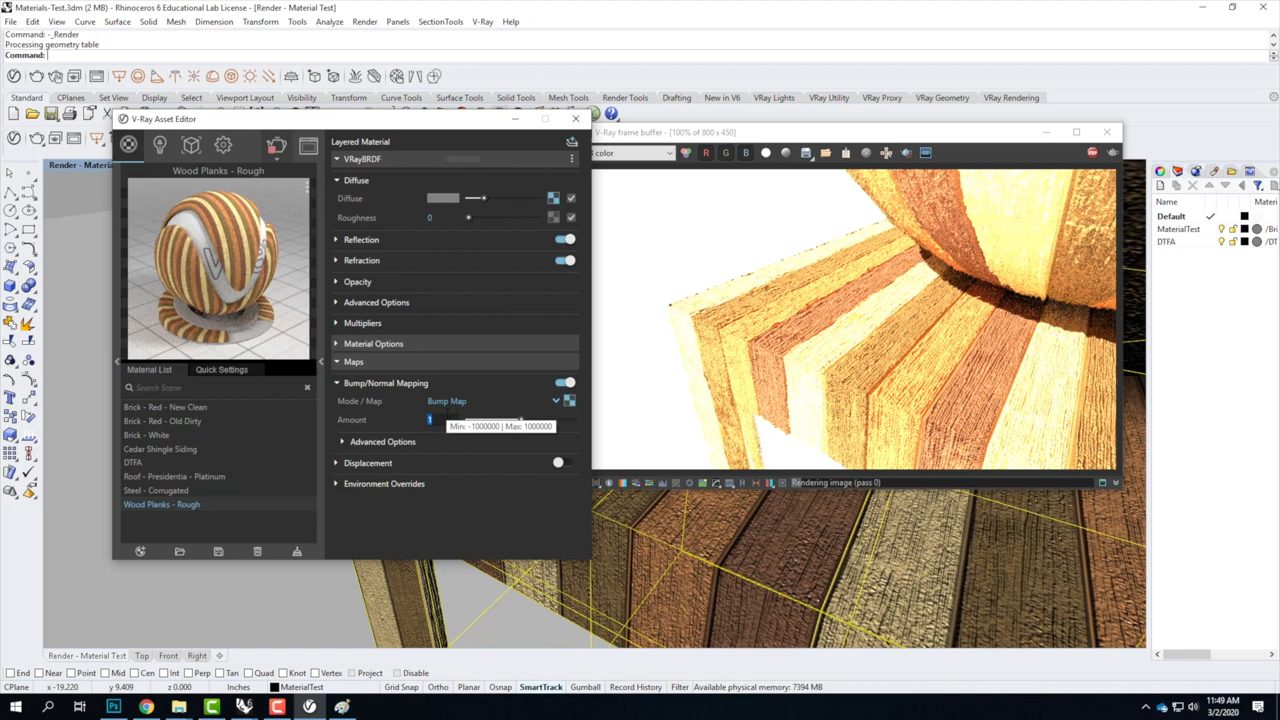 Materials-Test.3dm (2 MB) - Rhinoceros 6 Educational Lab License - [Render - Material Test]
File Edit View Curve Surface Solid Mesh Dimension Transform Tools Analyze Render Panels SectionTools V-Ray Help
Command: -_Render
Processing geometry table
Command:
Standard CPlanes Set View Display Select Viewport Layout Visibility Transform Curve Tools Surface Tools Solid Tools Mesh Tools Render Tools Drafting New in V6 VRay Lights VRay Utilities VRay Proxy VRay Geometry VRay Rendering
V-Ray Asset Editor
V-Ray frame buffer - [100% of 800 x 450]
Layered Material
color
R G B
VRayBRDF
Render - Materia
Wood Planks - Rough
Diffuse
Diffuse
Roughness 0
Reflection
Refraction
Opacity
Advanced Options
Multipliers
Material Options
Maps
Bump/Normal Mapping
Mode / Map Bump Map
Amount 1
Min: -1000000 | Max: 1000000
Advanced Options
Displacement
Environment Overrides
Material List Quick Settings
Search Scene
Brick - Red - New Clean
Brick - Red - Old Dirty
Brick - White
Cedar Shingle Siding
DTFA
Roof - Presidentia - Platinum
Steel - Corrugated
Wood Planks - Rough
Rendering image (pass 0)
Name Materi
Default
MaterialTest /Bri
DTFA /DT
Render - Material Test Top Front Right
End Near Point Mid Cen Int Perp Tan Quad Knot Vertex Project Disable
CPlane x -19.220 y 9.409 z 0.000 Inches MaterialTest Grid Snap Ortho Planar Osnap SmartTrack Gumball Record History Filter Available physical memory: 7394 MB
11:49 AM
3/2/2020